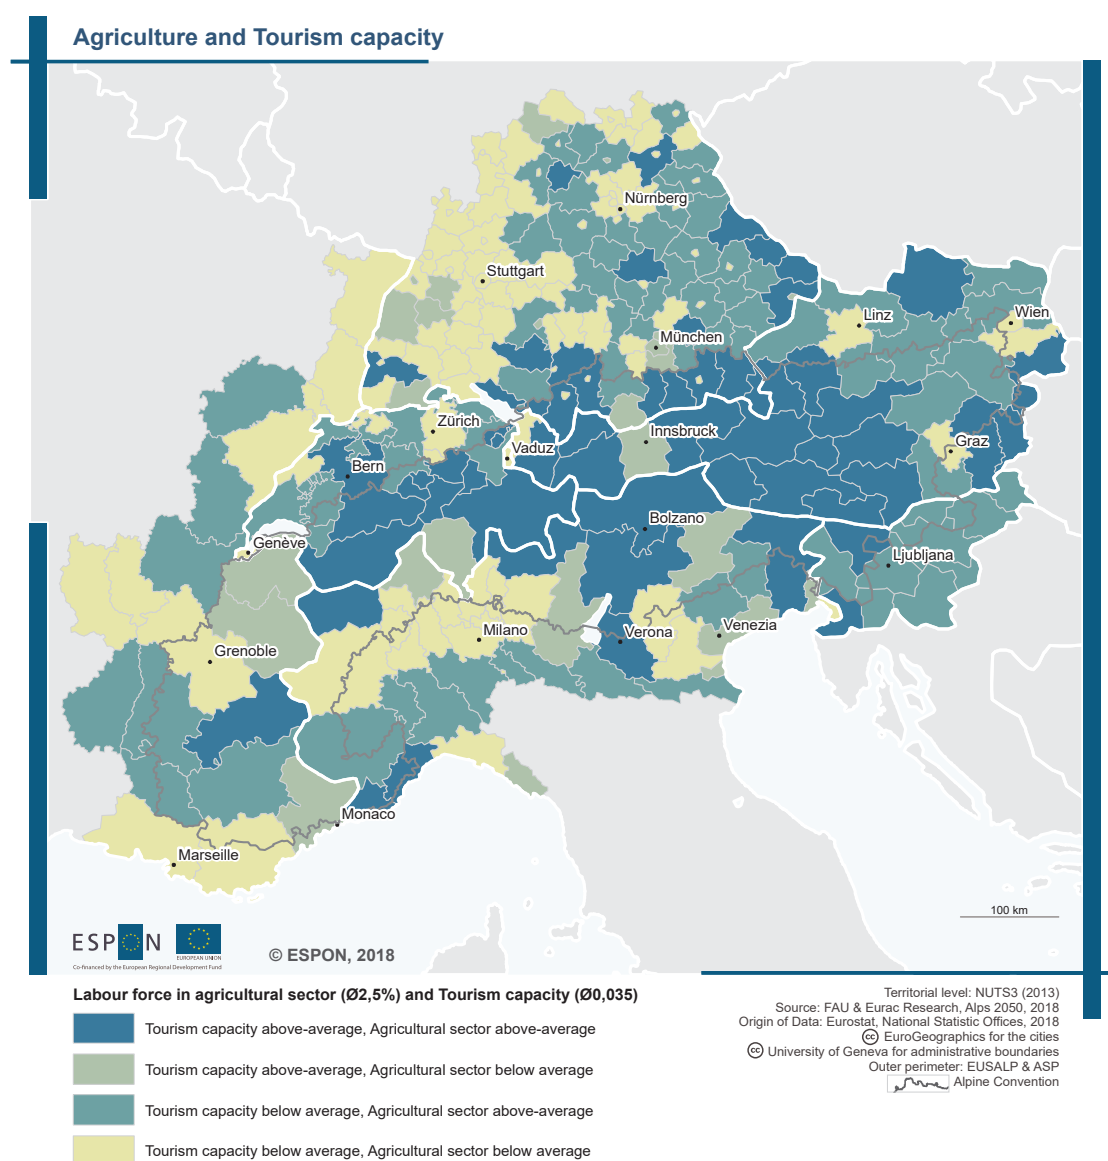 Agriculture and Tourism capacity
Nürnberg
Stuttgart
Linz
Wien
München
Zürich
Innsbruck
Graz
Vaduz
Bern
Bolzano
Genève
Ljubljana
Milano
Verona
Venezia
Grenoble
Monaco
Marseille
100 km
ESPON
EUROPEAN UNION
Co-financed by the European Regional Development Fund
© ESPON, 2018
Labour force in agricultural sector (Ø2,5%) and Tourism capacity (Ø0,035)
Tourism capacity above-average, Agricultural sector above-average
Tourism capacity above-average, Agricultural sector below average
Tourism capacity below average, Agricultural sector above-average
Tourism capacity below average, Agricultural sector below average
Territorial level: NUTS3 (2013)
Source: FAU & Eurac Research, Alps 2050, 2018
Origin of Data: Eurostat, National Statistic Offices, 2018
cc EuroGeographics for the cities
cc University of Geneva for administrative boundaries
Outer perimeter: EUSALP & ASP
Alpine Convention